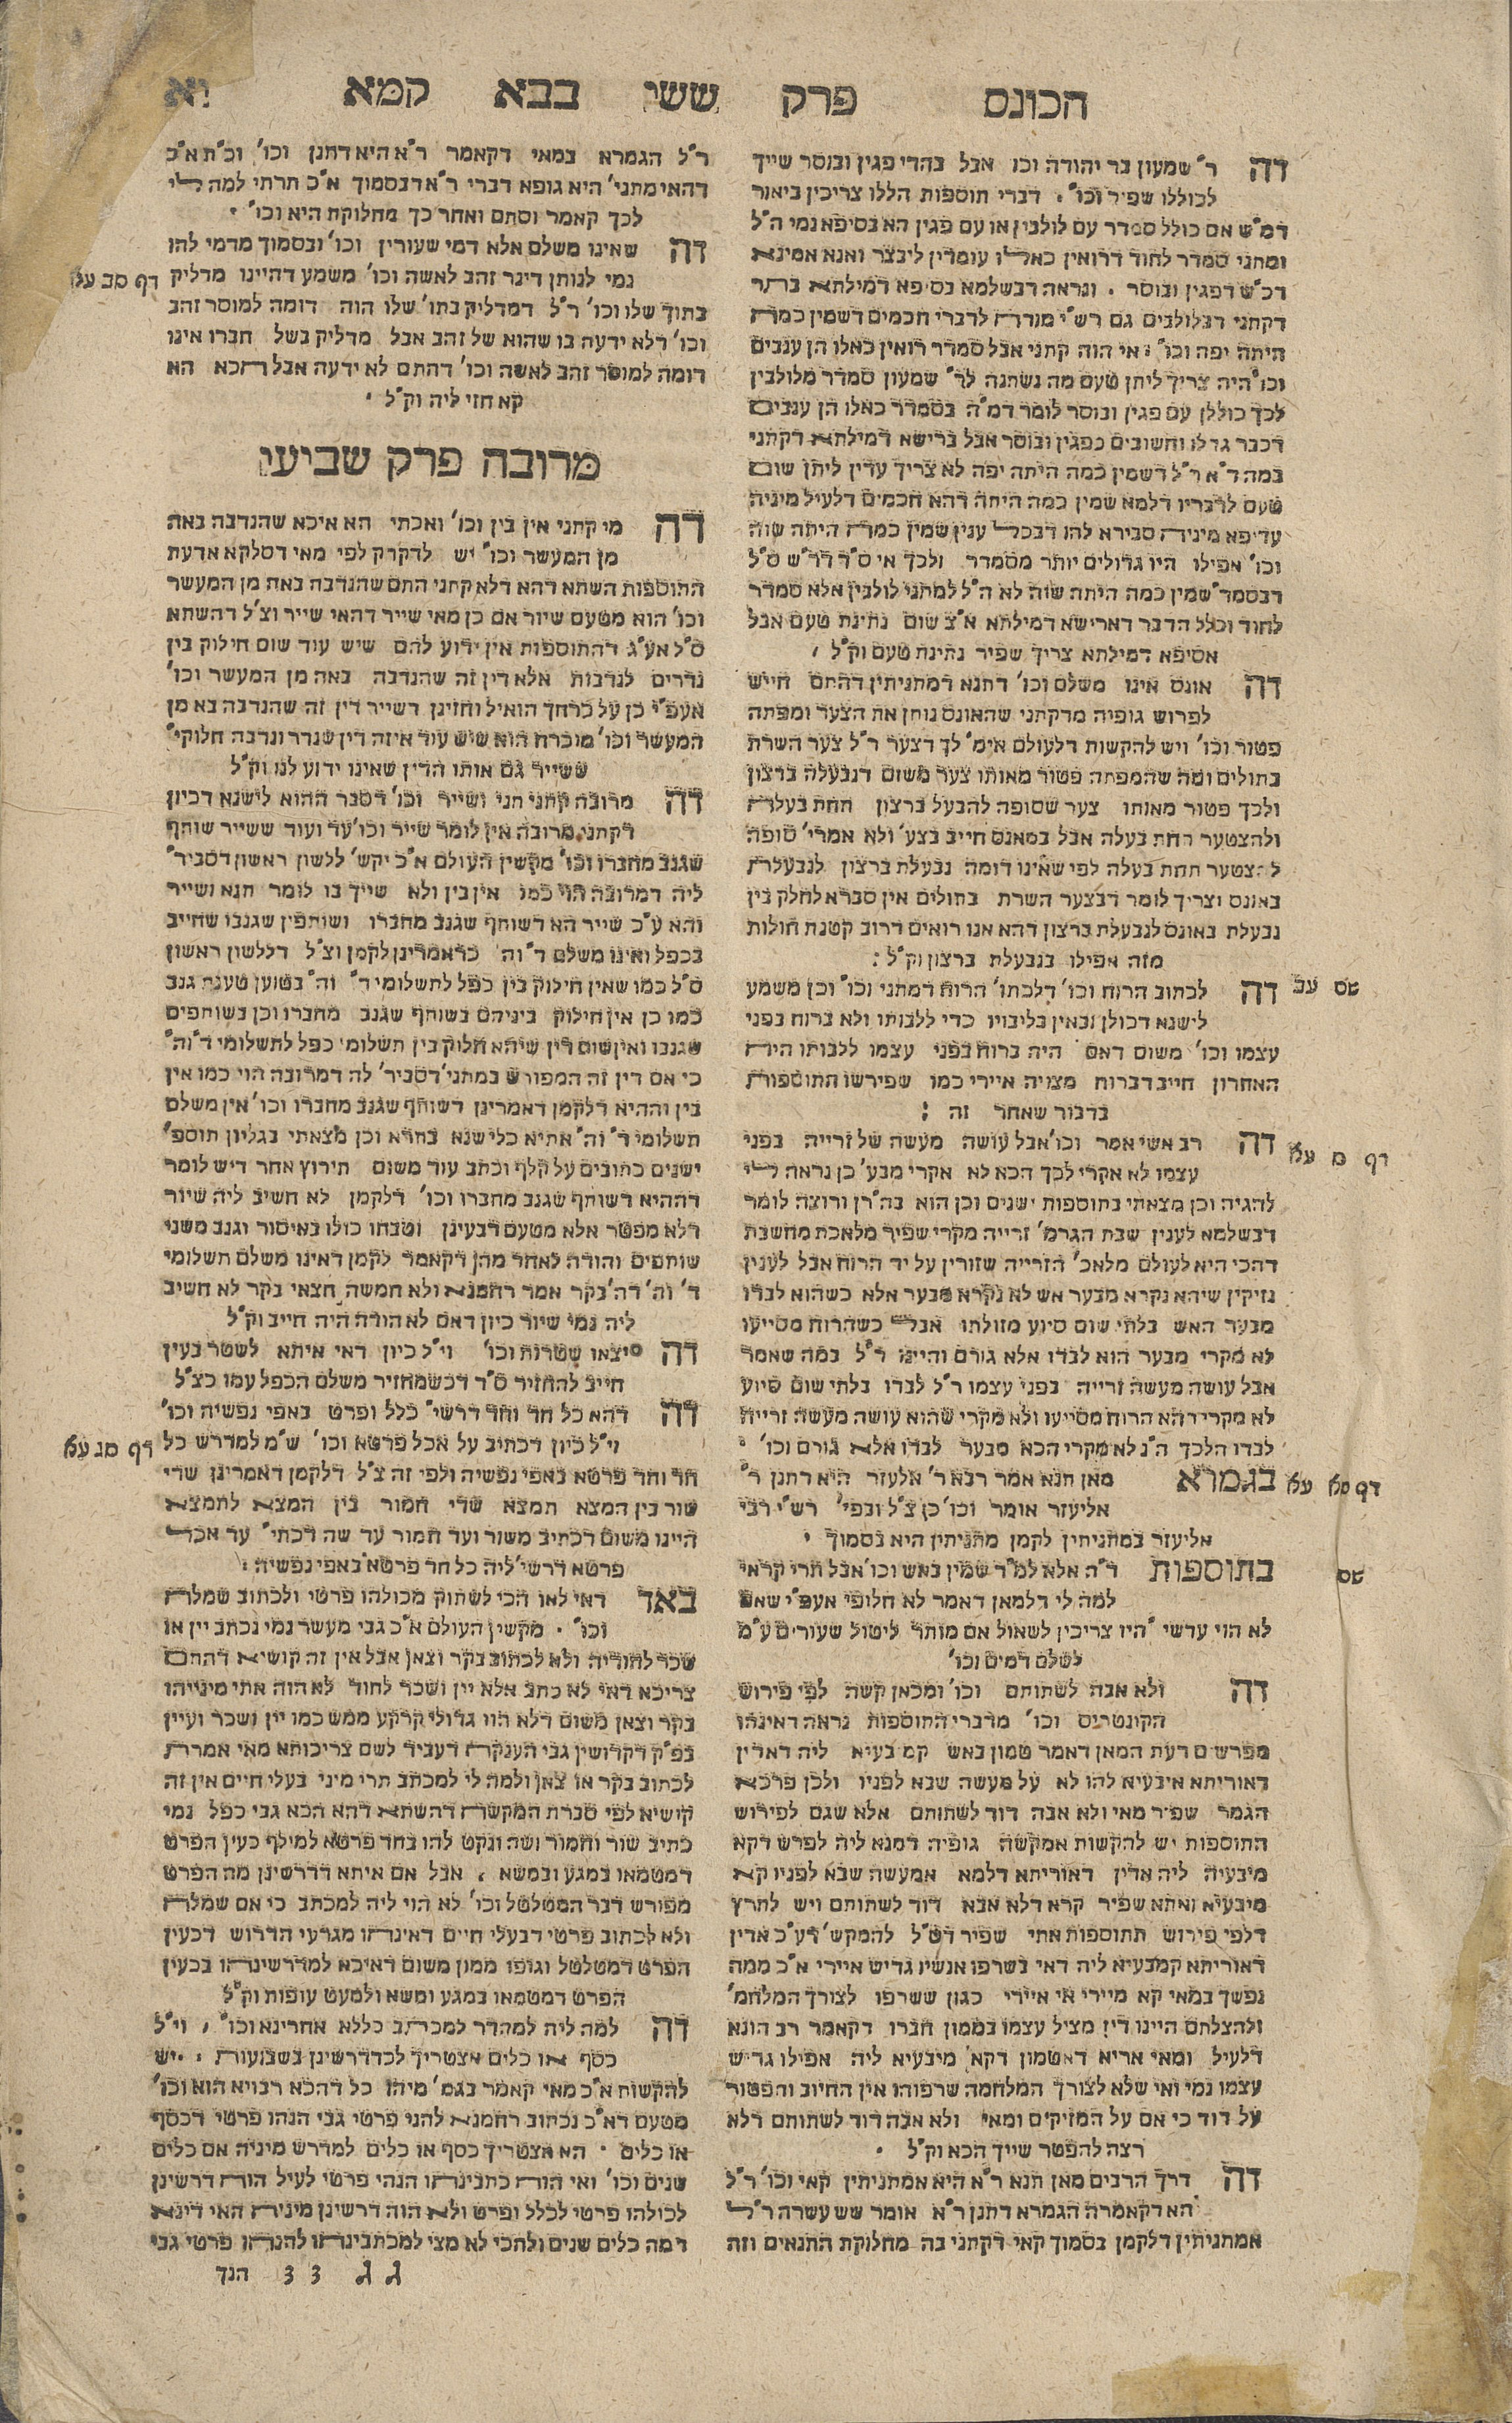 הכונס פרק ששי בבא קמא יא
דה ר״ שמעון בר יהודה וכו אבל בהדי פגין ובוסר שייך
לכוללו שפיר וכו״ . דברי תוספות הללו צריכין ביאור
דמ״ש אם כולל סמדר עם לולבין או עם פגין הא בסיפא נמי ה״ל
ומתני סמדר לחוד דרואין כאלו עומדין ליבצר ואנא אמינא
דכ״ש דפגין ובוסר . ונראה דבשלמא בסיפא דמילתא בתר
דקתני דבלולבים גם רש״י מודה לדברי חכמים דשמין כמה
היתה יפה וכו״ : אי הוה קתני אבל סמדר רואין כאלו הן ענבים
וכו׳ היה צריך ליתן טעם מה נשתנה לר״ שמעון סמדר מלולבין
לכך כוללן עם פגין ובוסר לומר דמ״ה בסמדר כאלו הן ענבים
דכבר גדלו וחשובים כפגין ובוסר אבל ברישא דמילתא דקתני
במה ד״א ר״ל דשמין כמה היתה יפה לא צריך עדין ליתן שום
טעם לדבריו דלמא שמין כמה היתה דהא חכמים דלעיל מיניה
עדיפא מיניה סבירא להו דבכל ענין שמין כמה היתה שוה
וכו׳ אפילו היו גדולים יותר מסמדר ולכך אי ס״ד דר״ש ס״ל
דבסמד׳ שמין כמה היתה שוה לא ה״ל למתני לולבין אלא סמדר
לחוד וכלל הדבר דארישא דמילתא א״צ שום נתינת טעם אבל
אסיפא דמילתא צריך שפיר נתינת טעם וק״ל ,
דה אונס אינו משלם וכו׳ דתנא דמתניתין דהתם חייש
לפרוש גופיה מדקתני שהאונס נותן את הצער ומפתה
פטור וכו׳ ויש להקשות דלעולם אימ׳ לך דצער ר״ל צער השרת
בתולים ומה שהמפתה פטור מאותו צער משום דנבעלה ברצון
ולכך פטור מאותו צער שסופה להבעל ברצון תחת בעלה
ולהצטער תחת בעלה אבל במאנס חייב בצע׳ ולא אמרי׳ סופה
להצטער תחת בעלה לפי שאינו דומה נבעלת ברצון לנבעלת
באונס וצריך לומר דבצער השרת בתולים אין סברא לחלק בין
נבעלת באונס לנבעלת ברצון דהא אנו רואים דרוב קטנת חולות
מזה אפילו בנבעלת ברצון וק״ל :
שם עב
דה לכתוב הרוח וכו׳ דלכתו׳ הרוח דמתני וכו״ וכן משמע
לישנא דכולן ובאין בליבויו כדי ללבותו ולא ברוח בפני
עצמו וכו׳ משום דאם היה ברוח בפני עצמו ללבותו היה
האחרון חייב דברוח מצויה איירי כמו שפירשו התוספות
בדבור שאחר זה :
דף ס ע״א
דה רב אשי אמר וכו׳ אבל עושה מעשה של זרייה בפני
עצמו לא אקרי לכך הכא לא אקרי מבע׳ כן נראה לי
להגיה וכן מצאתי בתוספות ישנים וכן הוא בה״רן ורוצה לומר
דבשלמא לענין שבת הגרמ׳ זרייה מקרי שפיר מלאכת מחשבת
דהכי היא לעולם מלאכ׳ הזרייה שזורין על יד הרוח אבל לענין
נזיקין שיהא נקרא מבער אש לא נקרא מבער אלא כשהוא לבדו
מבער האש בלתי שום סיוע מזולתו אבל כשהרוח מסייעו
לא מקרי מבער הוא לבדו אלא גורם והיינו ר״ל במה שאמר
אבל עושה מעשה זרייה בפני עצמו ר״ל לבדו בלתי שום סיוע
לא מקרי דהא הרוח מסייעו ולא מקרי שהוא עושה מעשה זרייה
לבדו הלכך ה״נ לא מקרי הכא מבער לבדו אלא גורם וכו׳ .
דף סא ע״א
בגמרא מאן תנא אמר רבא ר׳ אלעזר היא דתנן ר״
אליעזר אומר וכו׳ כן צ״ל ובפי׳ רש״י רבי
אליעזר במתניתין לקמן מתניתין היא בסמוך .
שם
בתוספות ד״ה אלא למ״ד שמין באש וכו׳ אבל תרי קראי
למה לי דלמאן דאמר לא חלופי אעפ״י שאם
לא הוי עדשי׳ היו צריכין לשאול אם מותר ליטול שעורים ע״מ
לשלם דמים וכו׳
דה ולא אבה לשתותם וכו׳ ומכאן קשה לפי פירוש
הקונטריס וכו׳ מדברי התוספות נראה דאינהו
מפרשים דעת המאן דאמר טמון באש קמבעיא ליה דאדין
דאוריתא איבעיא להו לא על מעשה שבא לפניו ולכן פרכא
הגמר שפיר מאי ולא אבה דוד לשתותם אלא שגם לפירוש
התוספות יש להקשות אמקשה גופיה דמנא ליה לפרש דקא
מיבעיה ליה אדין דאוריתא דלמא אמעשה שבא לפניו קא
מיבעיא ואתא שפיר קרא דלא אבא דוד לשתותם ויש לתרץ
דלפי פירוש תתוספות אתי שפיר דס״ל להמקש׳ דע״כ אדין
דאוריתא קמבעיא ליה דאי בשרפו אנשיו גדיש איירי א״כ ממה
נפשך במאי קא מיירי אי איירי כגון ששרפו לצורך המלחמ׳
ולהצלתם היינו דין מציל עצמו בממון חברו דקאמר רב הונא
דלעיל ומאי אריא דאטמון דקא מיבעיא ליה אפילו גדיש
עצמו נמי ואי שלא לצורך המלחמה שרפוהו אין החיוב והפטור
על דוד כי אם על המזיקים ומאי ולא אבה דוד לשתותם דלא
רצה להפטר שייך הכא וק״ל .
דה דרך הרבים מאן תנא ר״א היא אמתניתין קאי וכו׳ ר״ל
הא דקאמרה הגמרא דתנן ר״א אומר שש עשרה ר״ל
אמתניתין דלקמן בסמוך קאי דקתני בה מחלוקת התנאים וזה
ר״ל הגמרא במאי דקאמר ר״א היא דתנן וכו׳ וכ״ת א״כ
דהאי מתני׳ היא גופא דברי ר״א דבסמוך א״כ תרתי למה לי
לכך קאמר וסתם ואחר כך מחלוקת היא וכו״ .
דף סב ע״א
דה שאינו משלם אלא דמי שעורין וכו׳ ובסמוך מדמי להו
נמי לנותן דינר זהב לאשה וכו׳ משמע דהיינו מדליק
בתוך שלו וכו׳ ר״ל דמדליק בתו׳ שלו הוה דומה למוסר זהב
וכו׳ דלא ידעה בו שהוא של זהב אבל מדליק בשל חברו אינו
דומה למוסר זהב לאשה וכו׳ דהתם לא ידעה אבל הכא הא
קא חזי ליה וק״ל .
מרובה פרק שביעי
דה מי קתני אין בין וכו׳ ואכתי הא איכא שהנדבה באה
מן המעשר וכו״ יש לדקדק לפי מאי דסלקא אדעת
התוספות השתא דהא דלא קתני התם שהנדבה באה מן המעשר
וכו׳ הוא מטעם שיור אם כן מאי שייר דהאי שייר וצ״ל דהשתא
ס״ל אע״ג דהתוספות אין ידוע להם שיש עוד שום חילוק בין
נדרים לנדבות אלא דין זה שהנדבה באה מן המעשר וכו׳
אעפ״י כן על כרחך הואיל וחזינן דשייר דין זה שהנדבה בא מן
המעשר וכו׳ מוכרח הוא שיש עוד איזה דין שנדר ונדבה חלוקי׳
ששייר גם אותו הדין שאינו ידוע לנו וק״ל
דה מרובה קתני תני ושייר וכו׳ דסבר ההוא לישנא דכיון
דקתני מרובה אין לומר שייר וכו׳ עד ועוד ששייר שותף
שגנב מחברו וכו׳ מקשין העולם א״כ יקש׳ ללשון ראשון דסביר׳
ליה דמרובה הוי כמו אין בין ולא שייך בו לומר תנא ושייר
והא ע״כ שייר הא דשותף שגנב מחברו ושותפין שגנבו שחייב
בכפל ואינו משלם ד״וה׳ כדאמרינן לקמן וצ״ל דללשון ראשון
ס״ל כמו שאין חילוק בין כפל לתשלומי ד״ וה״ בטוען טענת גנב
כמו כן אין חילוק ביניהם בשותף שגנב מחברו וכן בשותפים
שגנבו ואין שום דין שיהא חלוק בין תשלומי כפל לתשלומי ד״וה״
כי אם דין זה המפורש במתני׳ דסביר׳ לה דמרובה הוי כמו אין
בין וההיא דלקמן דאמרינן דשותף שגנב מחברו וכו׳ אין משלם
תשלומי ד״ וה״ אתיא כלישנא בתרא וכן מצאתי בגליון תוספ׳
ישנים כתובים על קלף וכתב עוד משום תירוץ אחר דיש לומר
דההיא דשותף שגנב מחברו וכו׳ דלקמן לא חשיב ליה שיור
דלא מפטר אלא מטעם דבעינן וטבחו כולו באיסור וגנב משני
שותפים והודה לאחד מהן דקאמר לקמן דאינו משלם תשלומי
ד׳ וה׳ דה׳ בקר אמר רחמנא ולא חמשה חצאי בקר לא חשיב
ליה נמי שיור כיון דאם לא הודה היה חייב וק״ל
דה יצאו שטרות וכו׳ וי״ל כיון דאי איתא לשטר בעין
חייב להחזיר ס״ד דכשמחזיר משלם הכפל עמו כצ״ל
דה דהא כל חד וחד דרשי׳ כלל ופרט באפי נפשיה וכו׳
דף סג ע״א
וי״ל כיון דכתיב על אכל פרטא וכו׳ ש״מ למדרש כל
חד וחד פרטא באפי נפשיה ולפי זה צ״ל דלקמן דאמרינן שדי
שור בין המצא תמצא שדי חמור בין המצא לתמצא
היינו משום דכתיב משור ועד חמור עד שה דכתי׳ עד אכל
פרטא דרשי׳ ליה כל חד פרטא באפי נפשיה :
באד דאי לאו הכי לשתוק מכולהו פרטי ולכתוב שמלה
וכו״ . מקשין העולם א״כ גבי מעשר נמי נכתב יין או
שכר לחודיה ולא לכתוב בקר וצאן אבל אין זה קושיא דהתם
צריכא דאי לא כתב אלא יין ושכר לחוד לא הוה אתי מינייהו
בקר וצאן משום דלא הוו גדולי קרקע ממש כמו יין ושכר ועיין
בפ״ק דקדושין גבי הענקה דעביד לשם צריכותא מאי אמרת
לכתוב בקר או צאן ולמה לי למכתב תרי מיני בעלי חיים אין זה
קושיא לפי סברת המקשה דהשתא דהא הכא גבי כפל נמי
כתיב שור וחמור ושה ונקט להו בחד פרטא למילף כעין הפרט
דמטמאו במגע ובמשא , אבל אם איתא דדרשינן מה הפרט
מפורש דבר המטלטל וכו׳ לא הוי ליה למכתב כי אם שמלה
ולא לכתוב פרטי דבעלי חיים דאינהו מגרעי הדרוש דכעין
הפרט דמטלטל וגופו ממון משום דאיכא למדרשינהו בכעין
הפרט דמטמאו במגע ומשא ולמעט עופות וק״ל
דה למה ליה למהדר למכתב כללא אחרינא וכו״ , וי״ל
כסף או כלים אצטריך לכדדרשינן בשבועות . יש
להקשות א״כ מאי קאמר בגמ׳ מיהו כל דהכא רבויא הוא וכו׳
מטעם דא״כ נכתוב רחמנא להני פרטי גבי הנהו פרטי דכסף
או כלים . הא אצטריך כסף או כלים למדרש מיניה אם כלים
שנים וכו׳ ואי הוה כתבינהו הנהי פרטי לעיל הוה דרשינן
לכולהו פרטי לכלל ופרט ולא הוה דרשינן מיניה האי דינא
דמה כלים שנים ולהכי לא מצי למכתבינהו להנהו פרטי גבי
ג ג 3 3 הנך